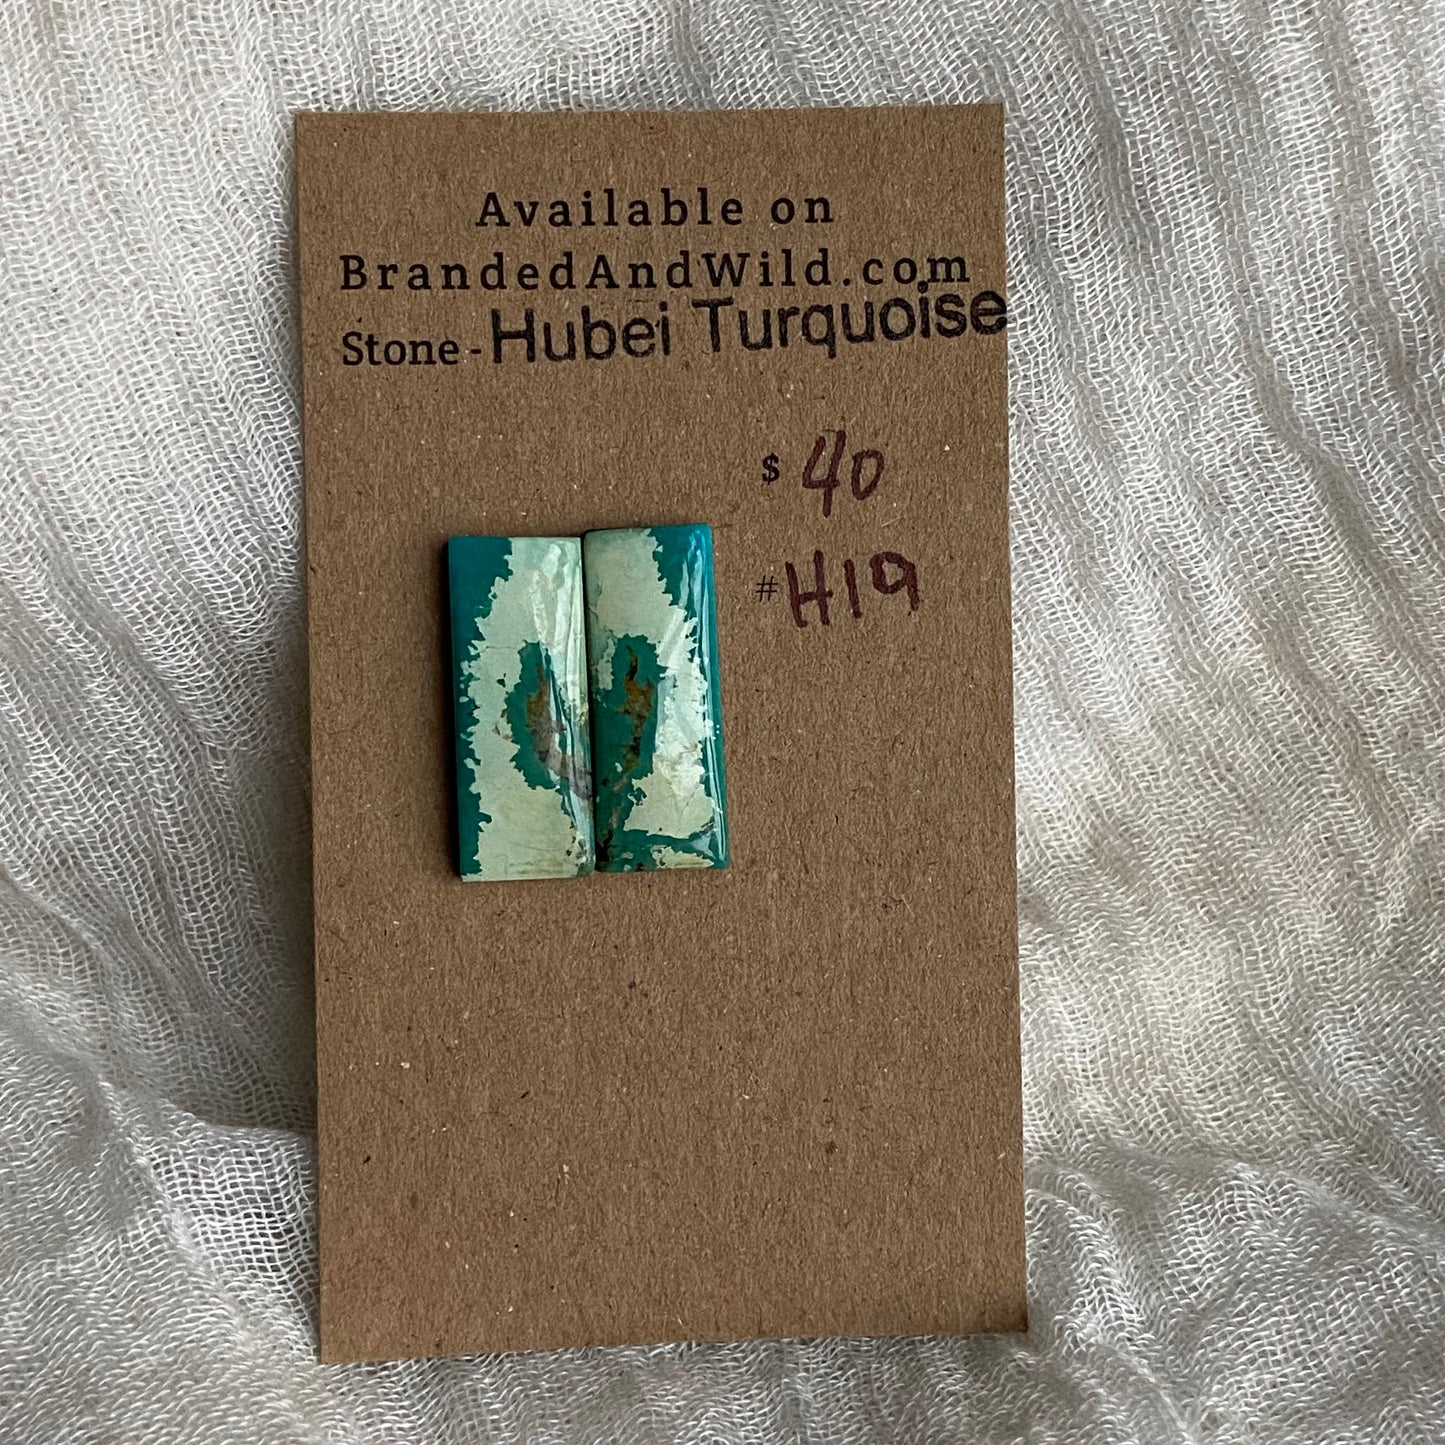 Available on
BrandedAndWild.com
Stone - Hubei Turquoise
$ 40
# H19